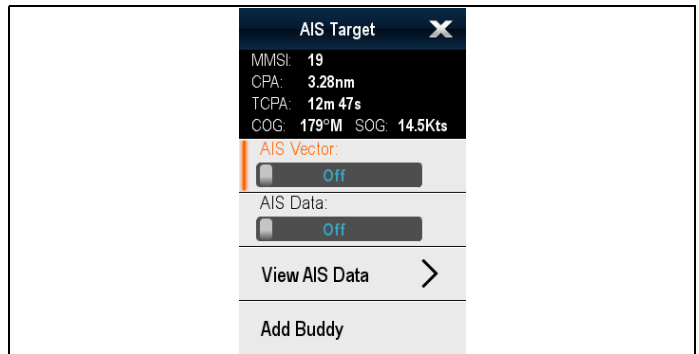 AIS Target
MMSI: 19
CPA: 3.28nm
TCPA: 12m 47s
COG: 179°M SOG: 14.5Kts
AIS Vector:
Off
AIS Data:
Off
View AIS Data
Add Buddy